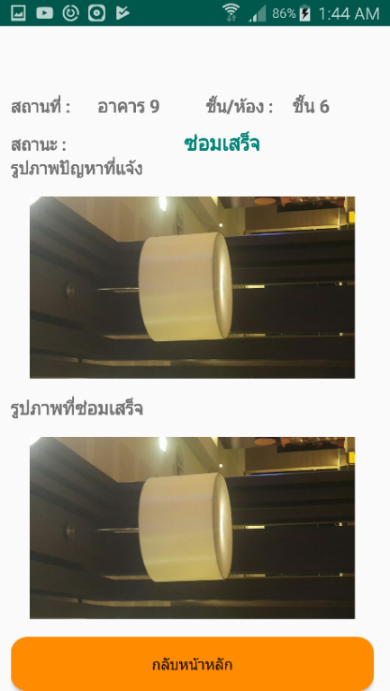 86% 1:44 AM
สถานที่ : อาคาร 9 ชั้น/ห้อง : ชั้น 6
สถานะ : ซ่อมเสร็จ
รูปภาพปัญหาที่แจ้ง
รูปภาพที่ซ่อมเสร็จ
กลับหน้าหลัก